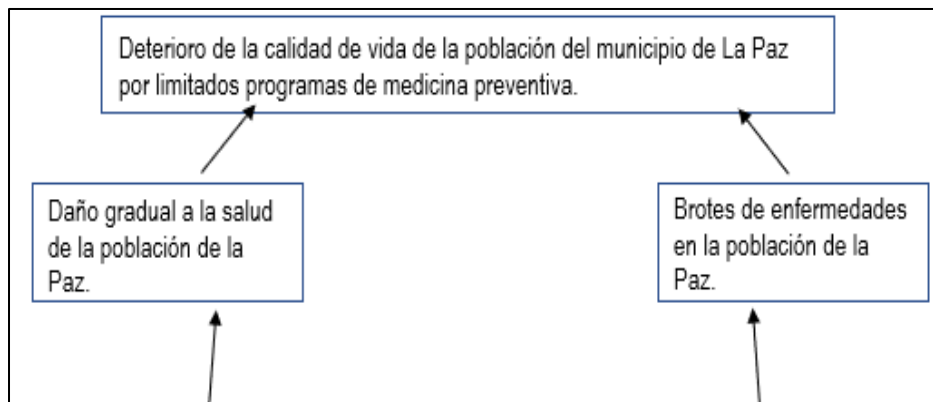 Deterioro de la calidad de vida de la población del municipio de La Paz
por limitados programas de medicina preventiva.
Daño gradual a la salud
de la población de la
Paz.
Brotes de enfermedades
en la población de la
Paz.